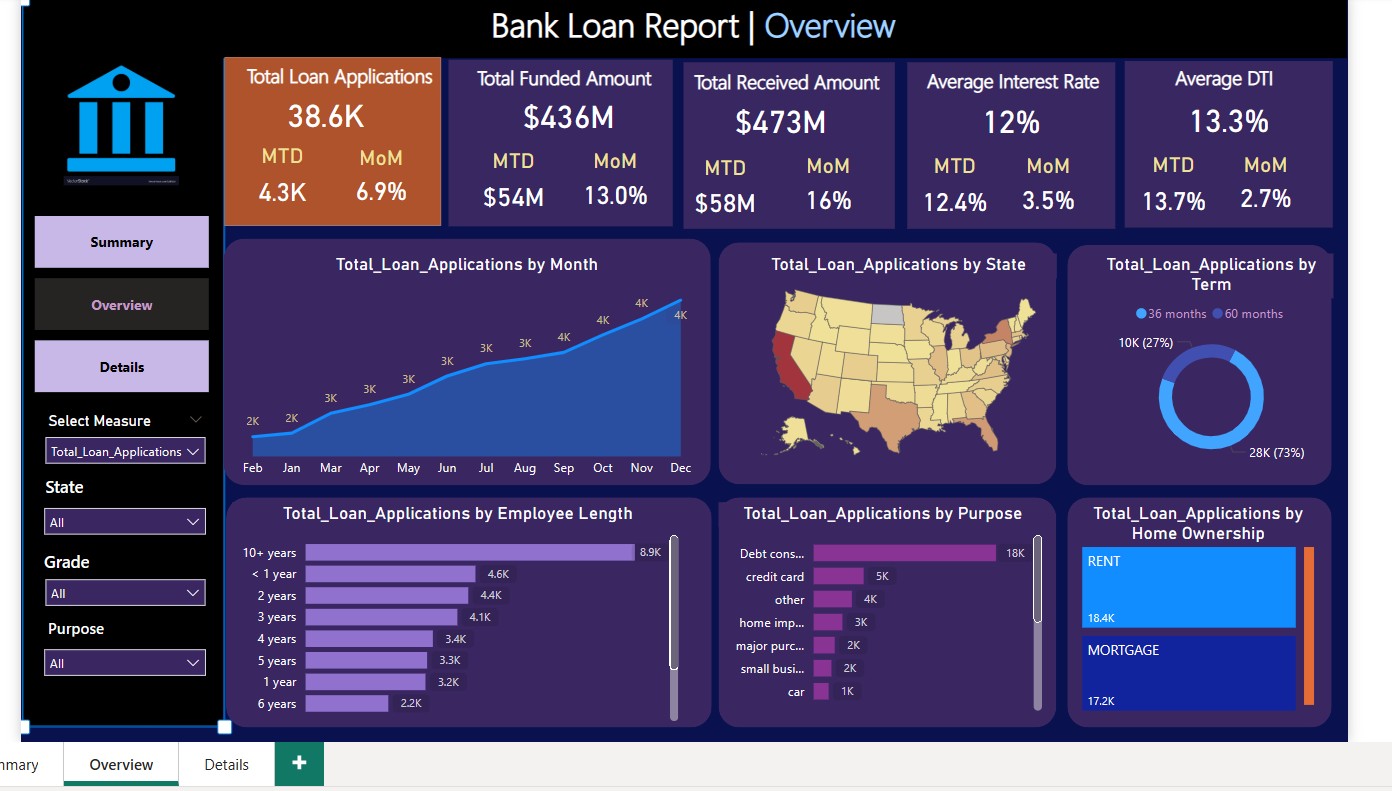 Bank Loan Report | Overview
Total Loan Applications
38.6K
MTD MoM
4.3K 6.9%
Total Funded Amount
$436M
MTD MoM
$54M 13.0%
Total Received Amount
$473M
MTD MoM
$58M 16%
Average Interest Rate
12%
MTD MoM
12.4% 3.5%
Average DTI
13.3%
MTD MoM
13.7% 2.7%
Summary
Overview
Details
Select Measure
Total_Loan_Applications
State
All
Grade
All
Purpose
All
Total_Loan_Applications by Month
2K 2K 3K 3K 3K 3K 3K 3K 4K 4K 4K 4K
Feb Jan Mar Apr May Jun Jul Aug Sep Oct Nov Dec
Total_Loan_Applications by State
Total_Loan_Applications by
Term
36 months 60 months
10K (27%)
28K (73%)
Total_Loan_Applications by Employee Length
10+ years 8.9K
< 1 year 4.6K
2 years 4.4K
3 years 4.1K
4 years 3.4K
5 years 3.3K
1 year 3.2K
6 years 2.2K
Total_Loan_Applications by Purpose
Debt cons... 18K
credit card 5K
other 4K
home imp... 3K
major purc... 2K
small busi... 2K
car 1K
Total_Loan_Applications by
Home Ownership
RENT
18.4K
MORTGAGE
17.2K
mmary Overview Details +